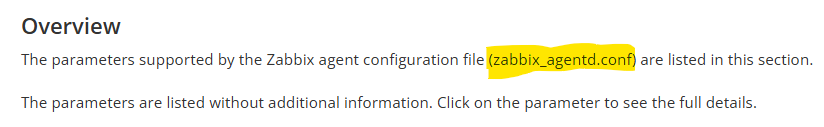 Overview
The parameters supported by the Zabbix agent configuration file (zabbix_agentd.conf) are listed in this section.
The parameters are listed without additional information. Click on the parameter to see the full details.